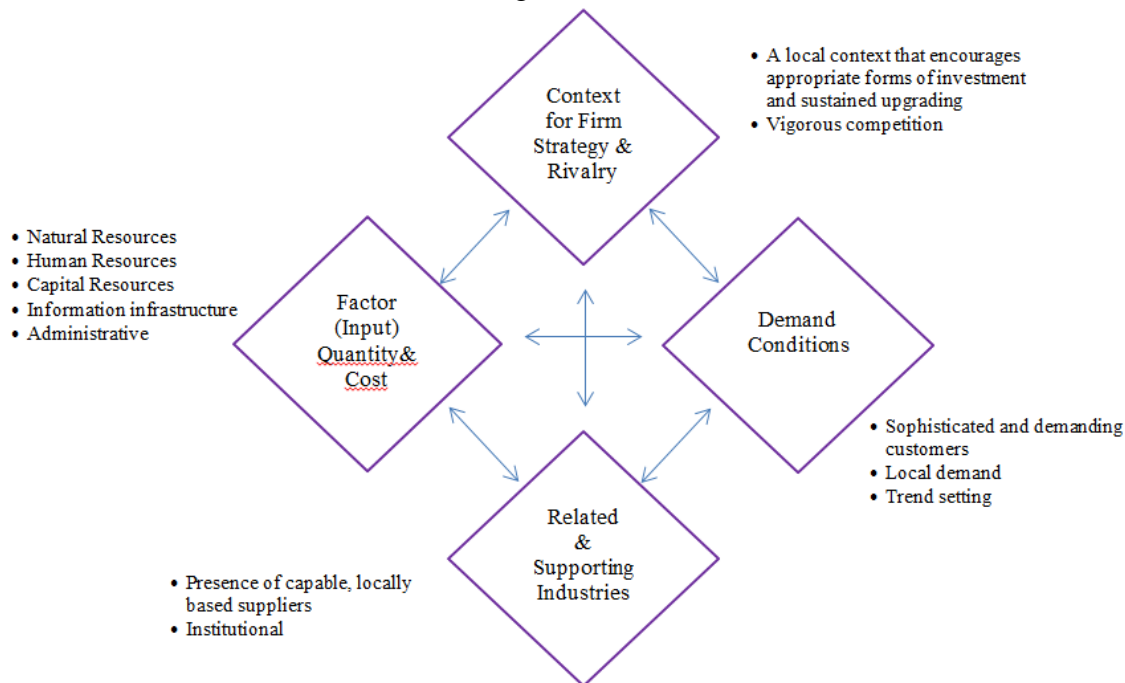 • A local context that encourages
appropriate forms of investment
and sustained upgrading
• Vigorous competition
Context
for Firm
Strategy &
Rivalry
• Natural Resources
• Human Resources
• Capital Resources
• Information infrastructure
• Administrative
Factor
(Input)
Quantity&
Cost
Demand
Conditions
• Sophisticated and demanding
customers
• Local demand
• Trend setting
Related
&
Supporting
Industries
• Presence of capable, locally
based suppliers
• Institutional